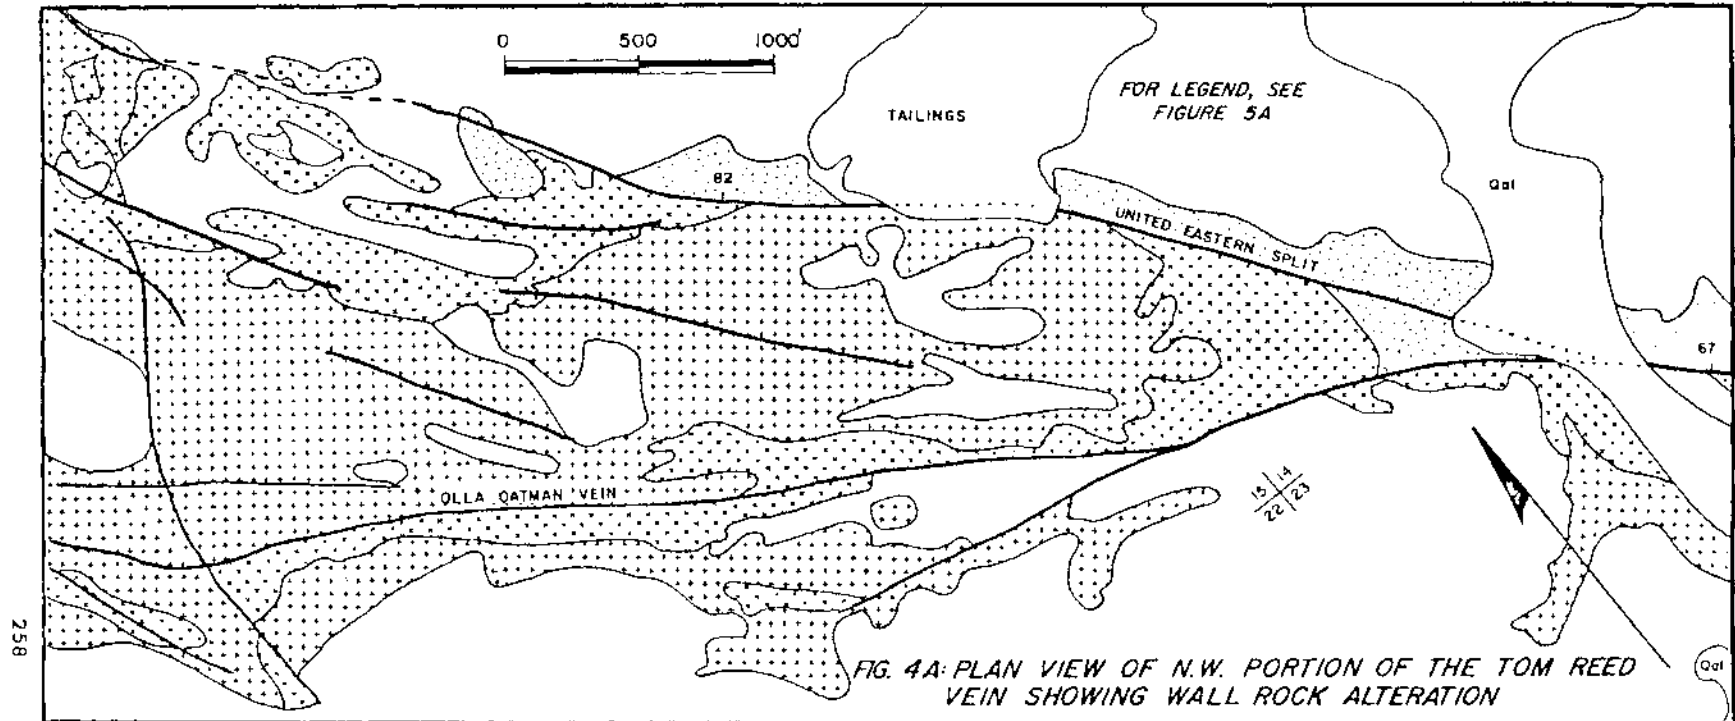 0 500 1000'
FOR LEGEND, SEE
FIGURE 5A
TAILINGS
82
Qal
UNITED EASTERN SPLIT
67
OLLA OATMAN VEIN
15 14
22 23
258
FIG. 4A: PLAN VIEW OF N.W. PORTION OF THE TOM REED
VEIN SHOWING WALL ROCK ALTERATION
Qal